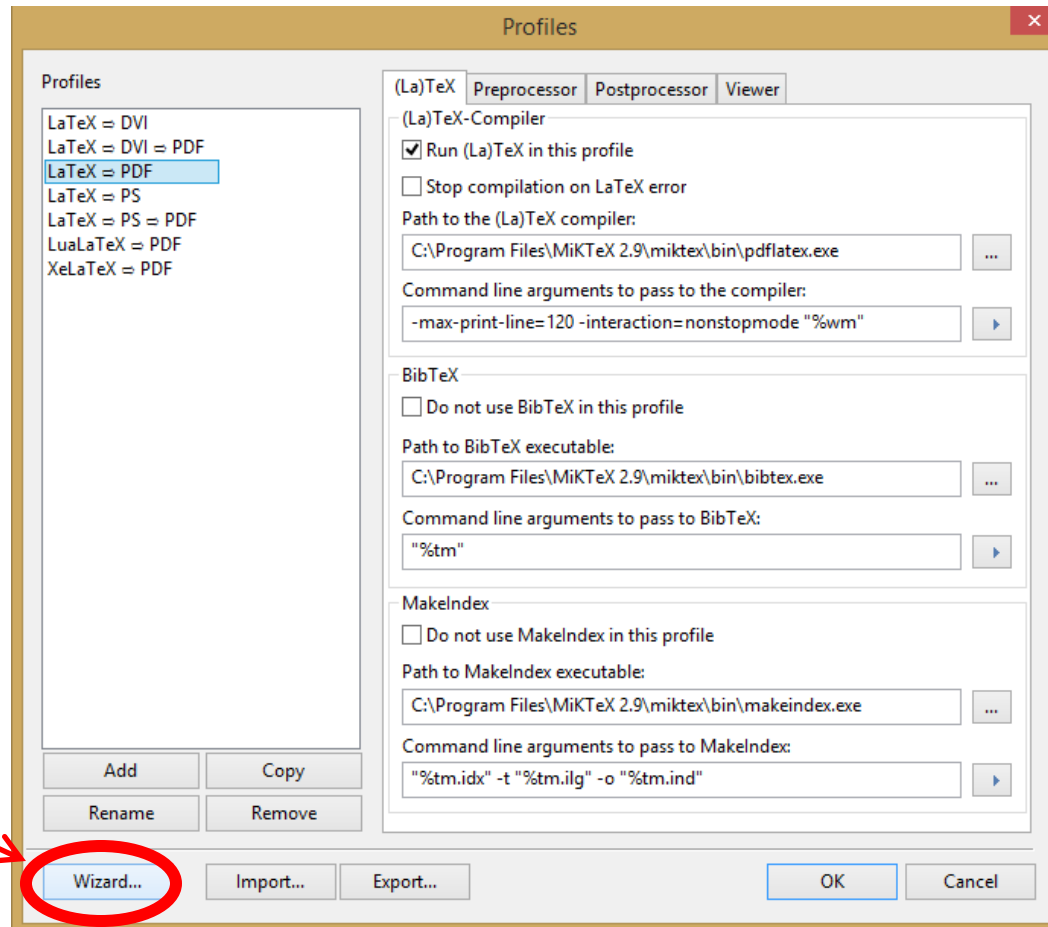 Profiles
Profiles
LaTeX ⇨ DVI
LaTeX ⇨ DVI ⇨ PDF
LaTeX ⇨ PDF
LaTeX ⇨ PS
LaTeX ⇨ PS ⇨ PDF
LuaLaTeX ⇨ PDF
XeLaTeX ⇨ PDF
Add Copy
Rename Remove
(La)TeX Preprocessor Postprocessor Viewer
(La)TeX-Compiler
Run (La)TeX in this profile
Stop compilation on LaTeX error
Path to the (La)TeX compiler:
C:\Program Files\MiKTeX 2.9\miktex\bin\pdflatex.exe ...
Command line arguments to pass to the compiler:
-max-print-line=120 -interaction=nonstopmode "%wm"
BibTeX
Do not use BibTeX in this profile
Path to BibTeX executable:
C:\Program Files\MiKTeX 2.9\miktex\bin\bibtex.exe ...
Command line arguments to pass to BibTeX:
"%tm"
MakeIndex
Do not use MakeIndex in this profile
Path to MakeIndex executable:
C:\Program Files\MiKTeX 2.9\miktex\bin\makeindex.exe ...
Command line arguments to pass to MakeIndex:
"%tm.idx" -t "%tm.ilg" -o "%tm.ind"
Wizard... Import... Export... OK Cancel